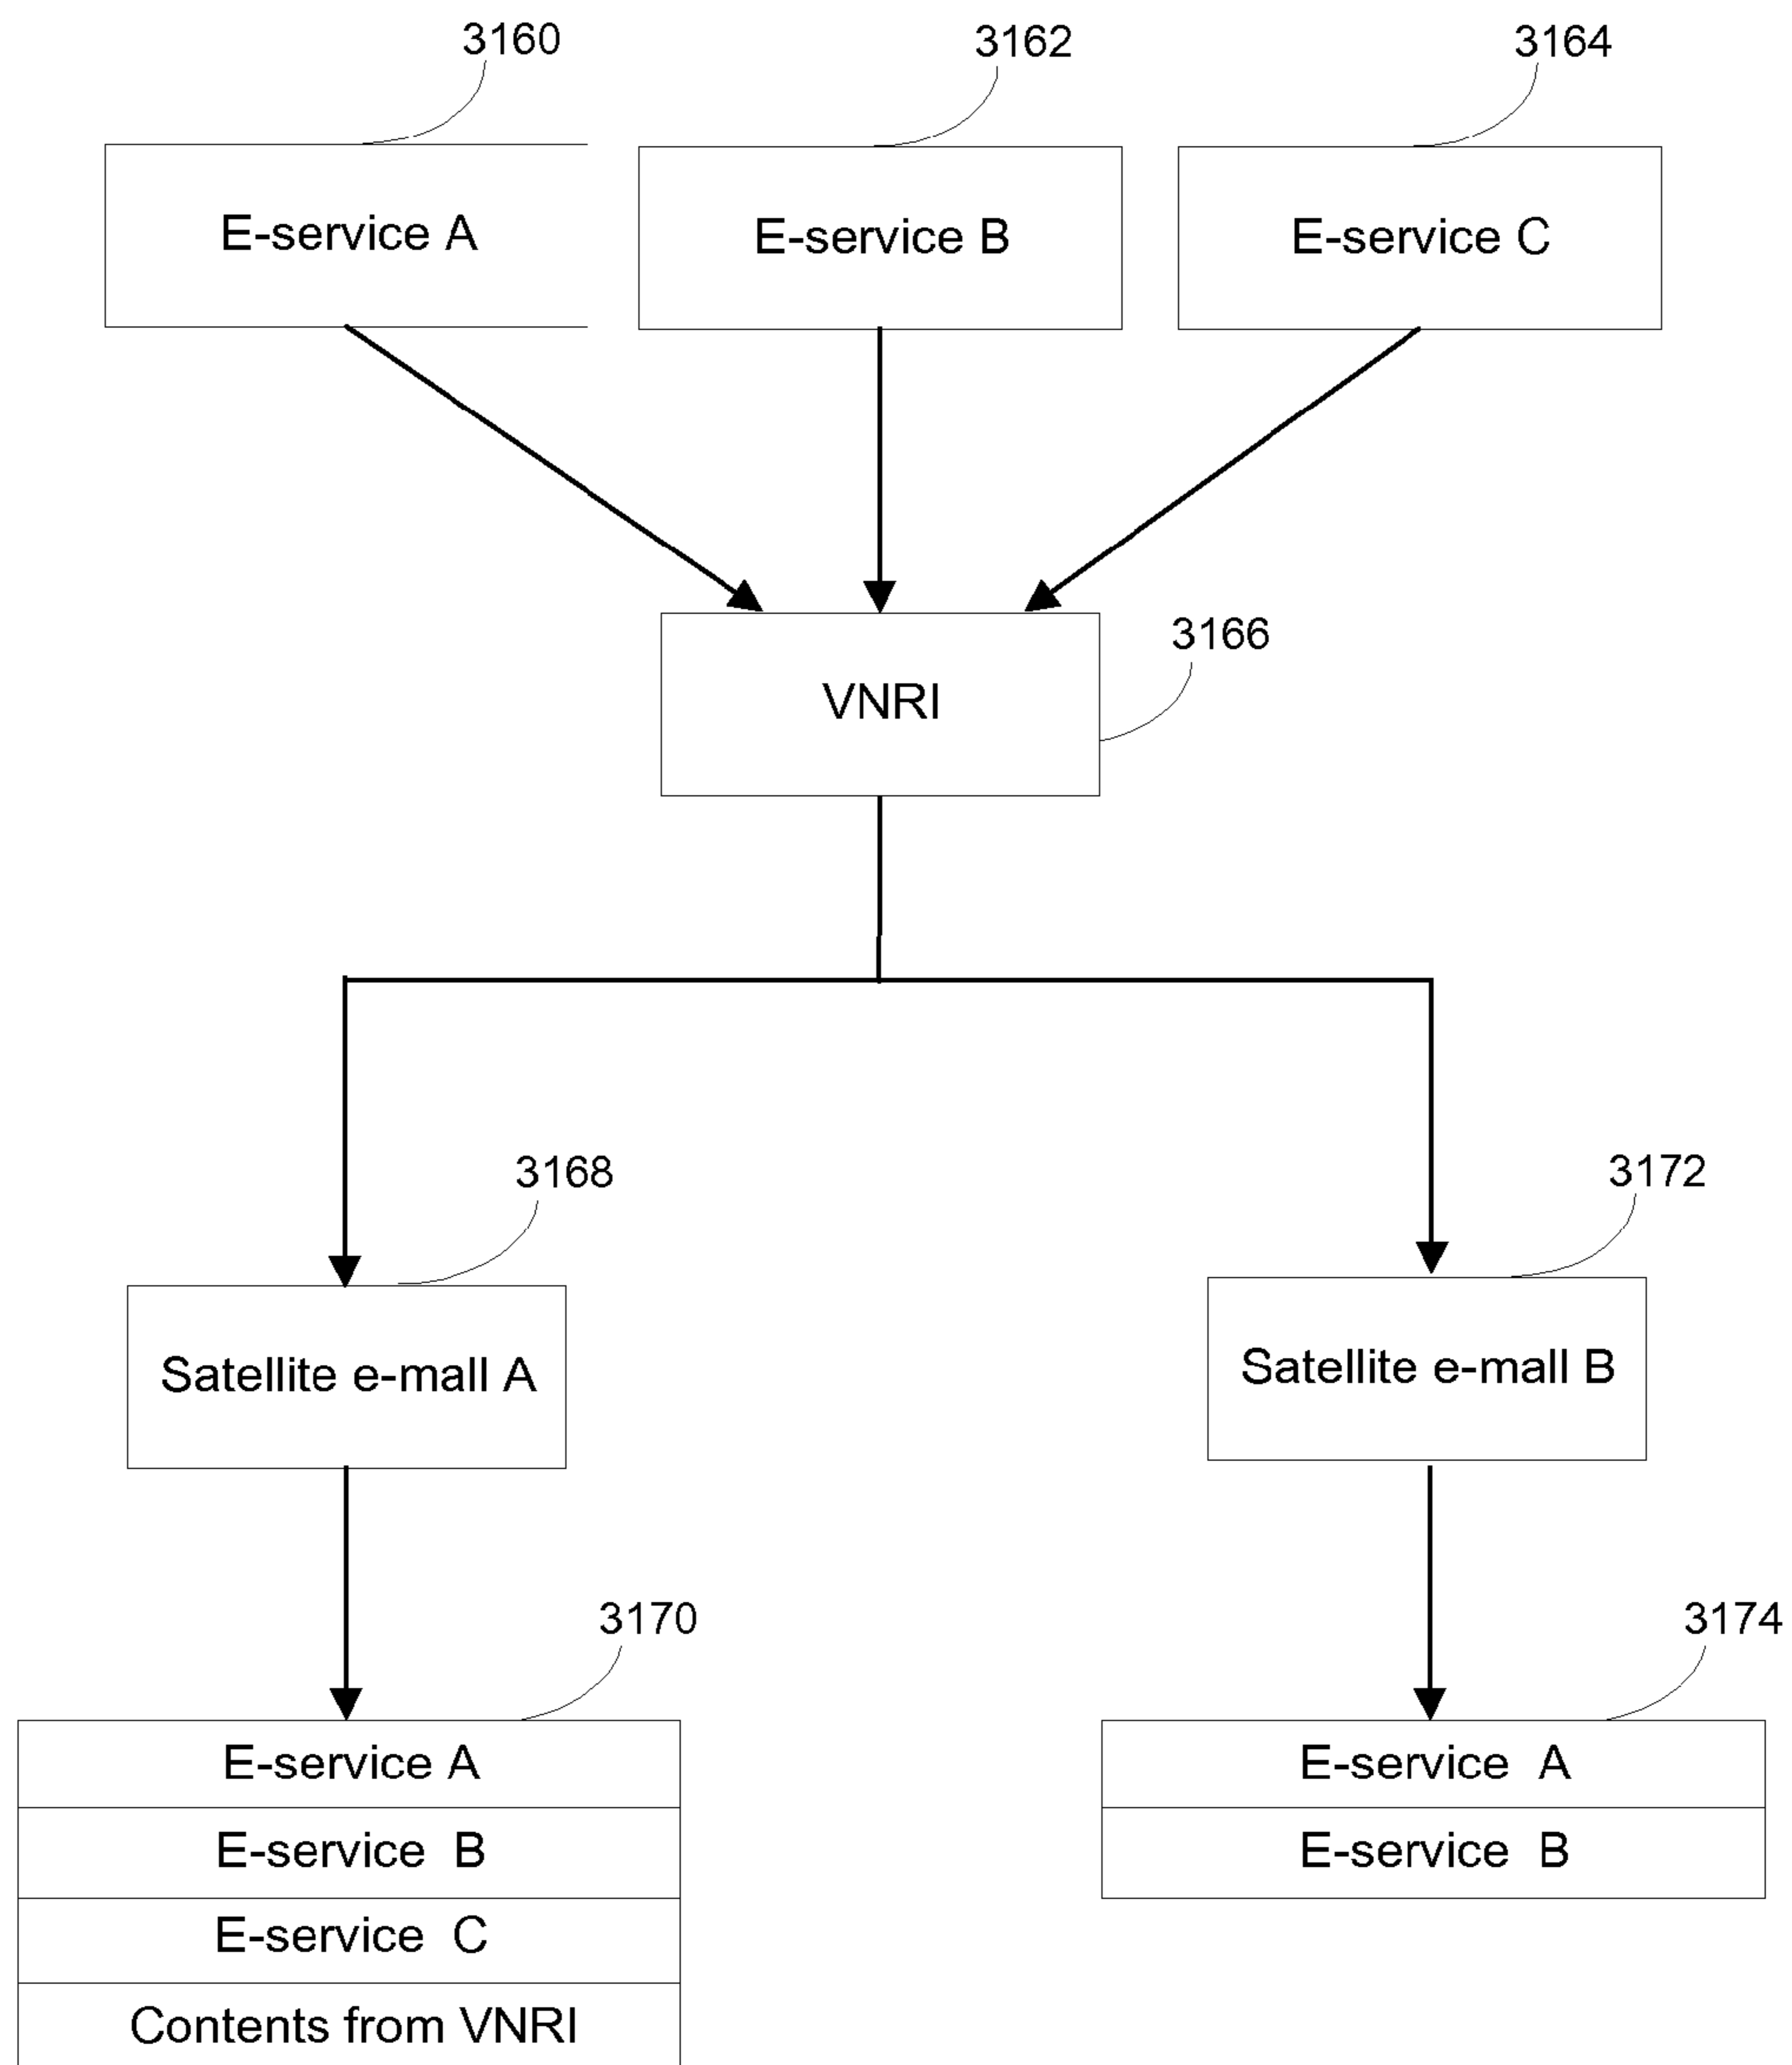 3160
3162
3164
E-service A
E-service B
E-service C
3166
VNRI
3168
3172
Satellite e-mall A
Satellite e-mall B
3170
3174
E-service A
E-service B
E-service C
Contents from VNRI
E-service A
E-service B